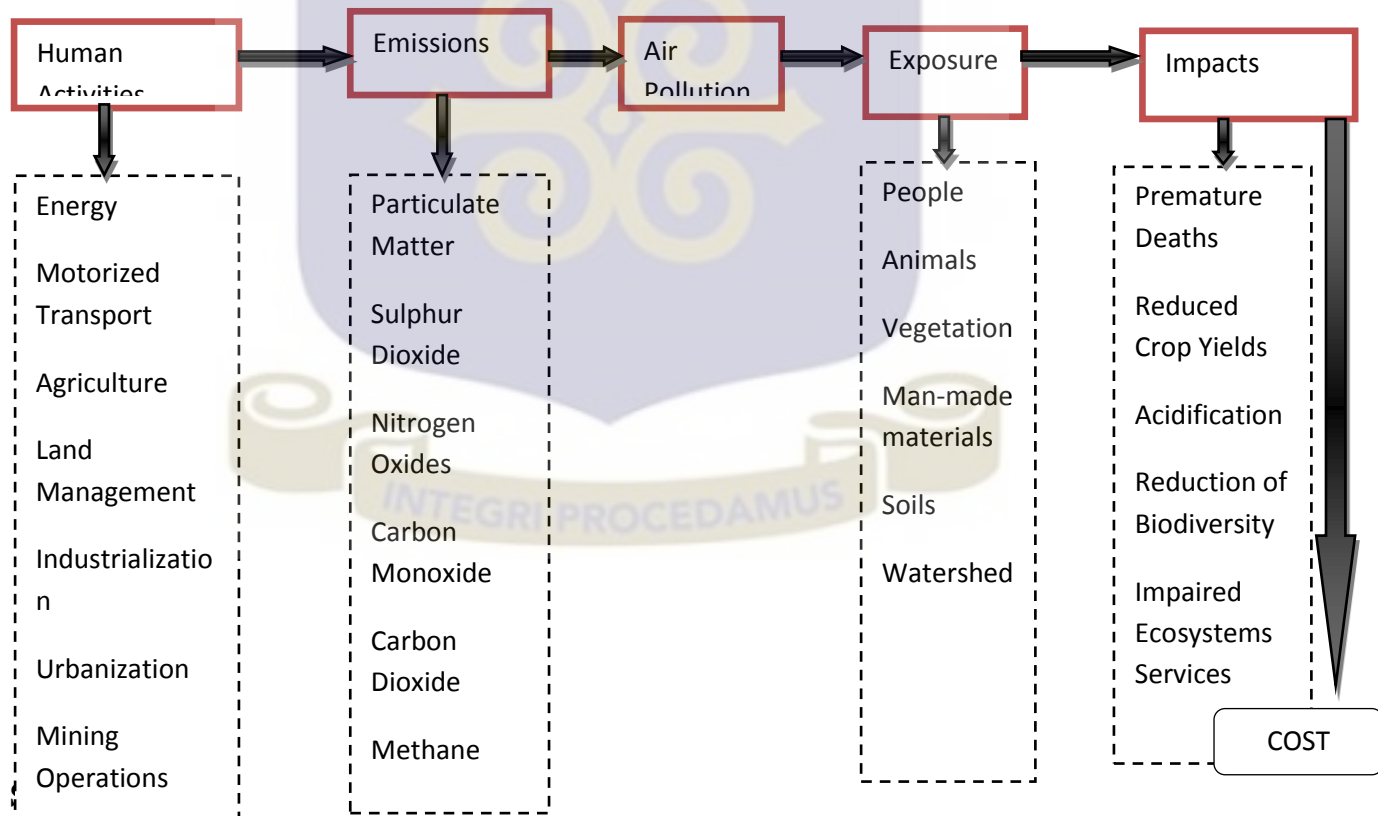 Human
Activities
Emissions
Air
Pollution
Exposure
Impacts
Energy
Motorized
Transport
Agriculture
Land
Management
Industrializatio
n
Urbanization
Mining
Operations
Particulate
Matter
Sulphur
Dioxide
Nitrogen
Oxides
Carbon
Monoxide
Carbon
Dioxide
Methane
People
Animals
Vegetation
Man-made
materials
Soils
Watershed
Premature
Deaths
Reduced
Crop Yields
Acidification
Reduction of
Biodiversity
Impaired
Ecosystems
Services
COST
INTEGRI PROCEDAMUS